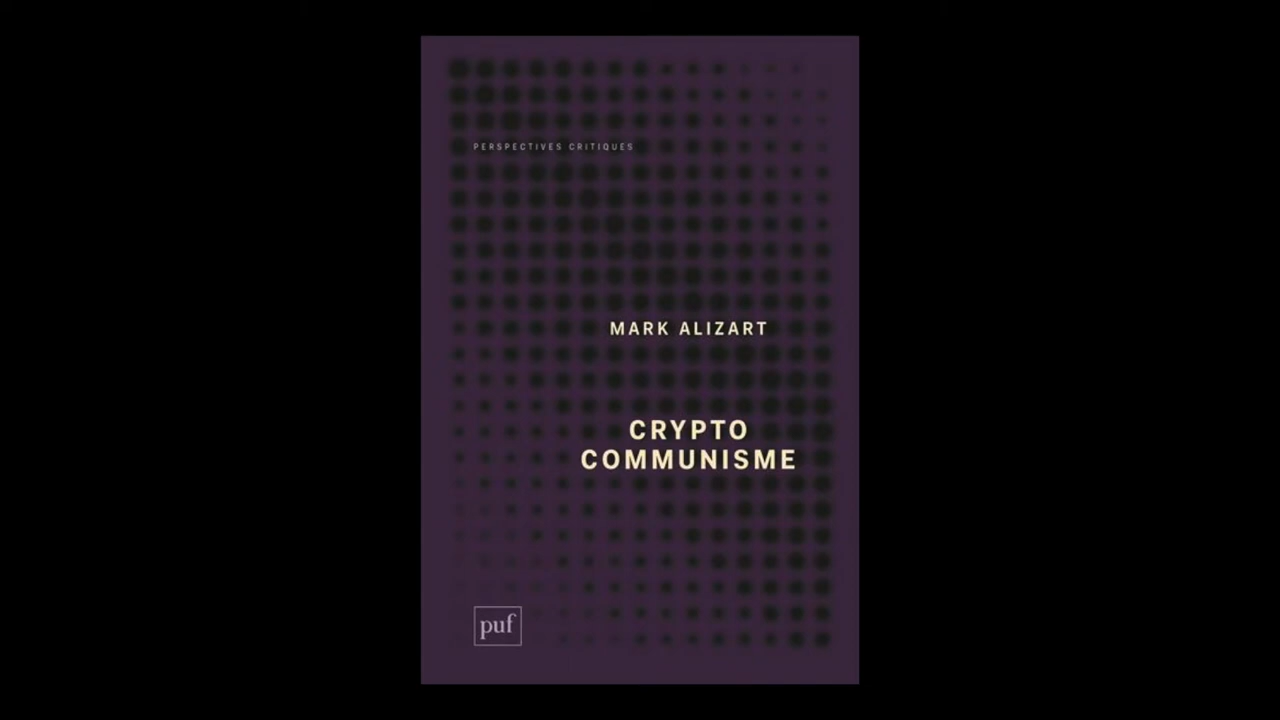 PERSPECTIVES CRITIQUES
MARK ALIZART
CRYPTO
COMMUNISME
puf